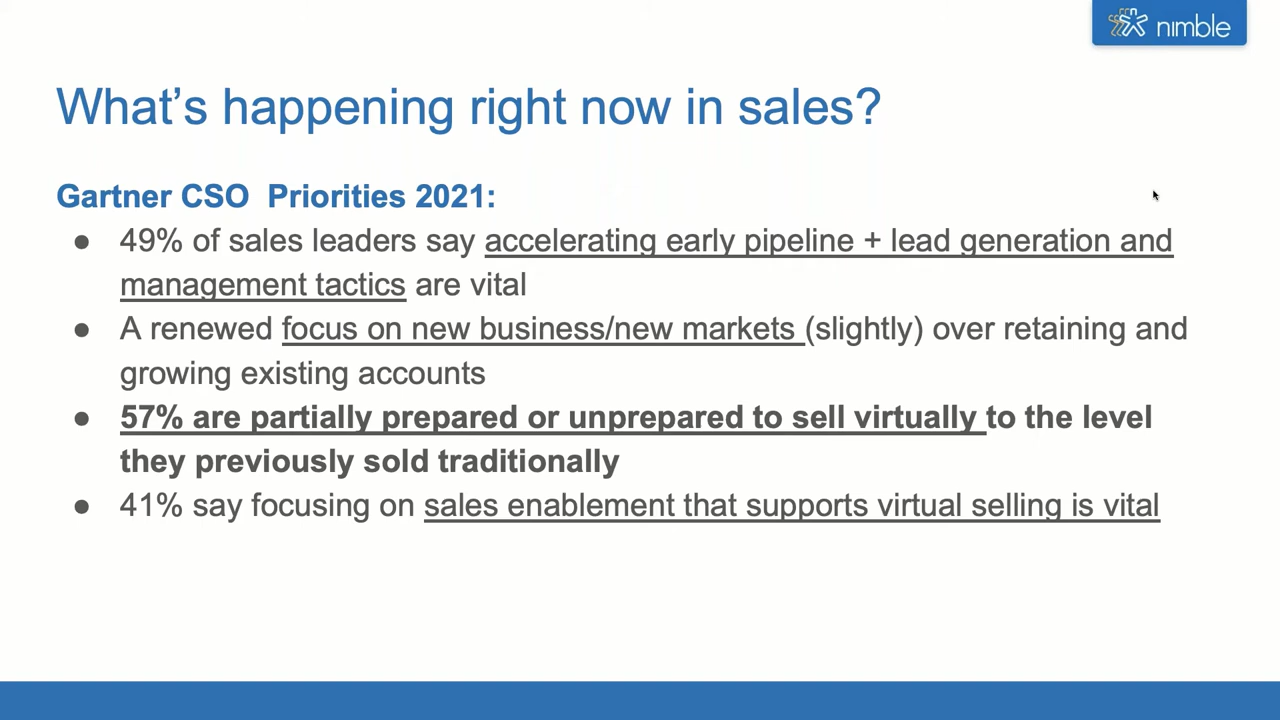 nimble
What's happening right now in sales?
Gartner CSO  Priorities 2021:
● 49% of sales leaders say accelerating early pipeline + lead generation and
management tactics are vital
● A renewed focus on new business/new markets (slightly) over retaining and
growing existing accounts
● 57% are partially prepared or unprepared to sell virtually to the level
they previously sold traditionally
● 41% say focusing on sales enablement that supports virtual selling is vital